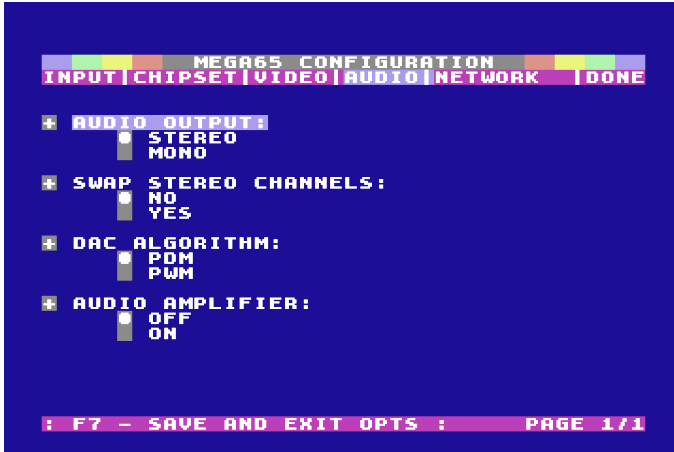 MEGA65 CONFIGURATION
INPUT|CHIPSET|VIDEO|AUDIO|NETWORK |DONE
+ AUDIO OUTPUT:
STEREO
MONO
+ SWAP STEREO CHANNELS:
NO
YES
+ DAC ALGORITHM:
PDM
PWM
+ AUDIO AMPLIFIER:
OFF
ON
: F7 - SAVE AND EXIT OPTS : PAGE 1/1